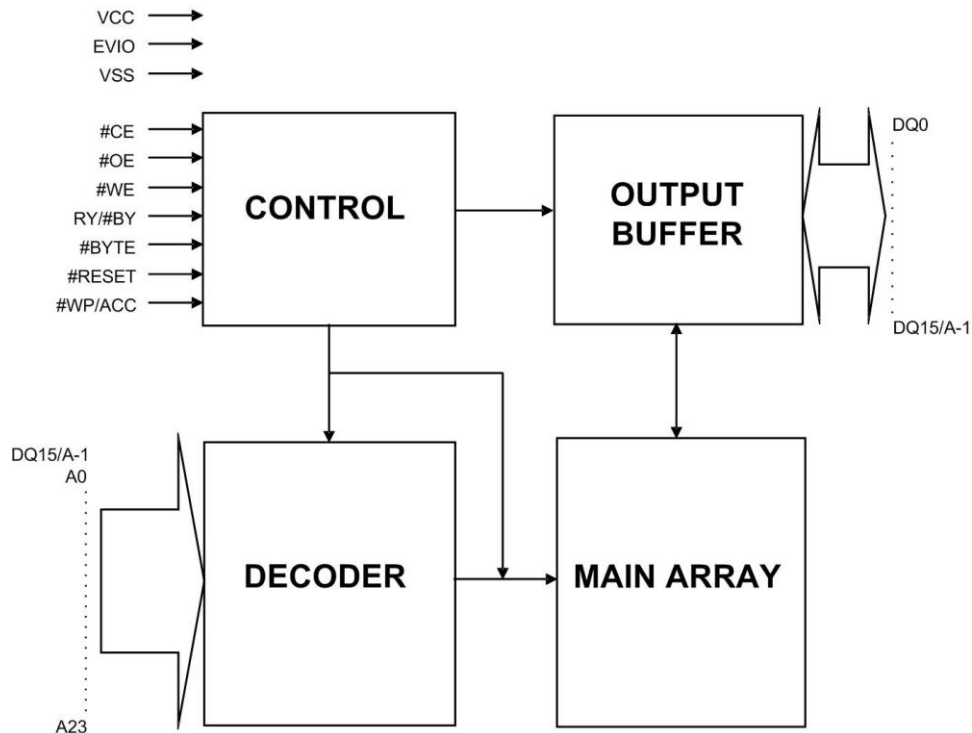 VCC
EVIO
VSS
#CE
#OE
#WE
RY/#BY
#BYTE
#RESET
#WP/ACC
CONTROL
OUTPUT
BUFFER
DQ0
DQ15/A-1
DQ15/A-1
A0
A23
DECODER
MAIN ARRAY